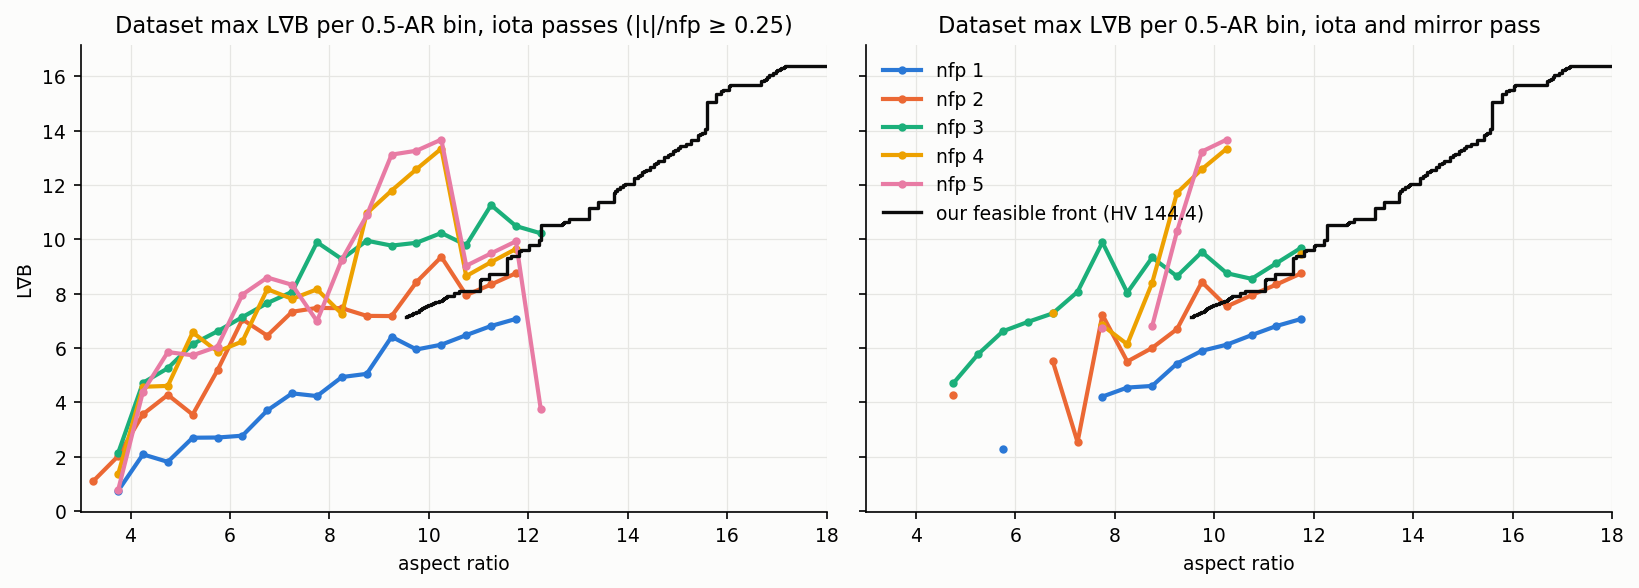 Dataset max L∇B per 0.5-AR bin, iota passes (|ι|/nfp ≥ 0.25)
L∇B
16
14
12
10
8
6
4
2
0
4 6 8 10 12 14 16 18
aspect ratio
Dataset max L∇B per 0.5-AR bin, iota and mirror pass
nfp 1
nfp 2
nfp 3
nfp 4
nfp 5
our feasible front (HV 144.4)
4 6 8 10 12 14 16 18
aspect ratio